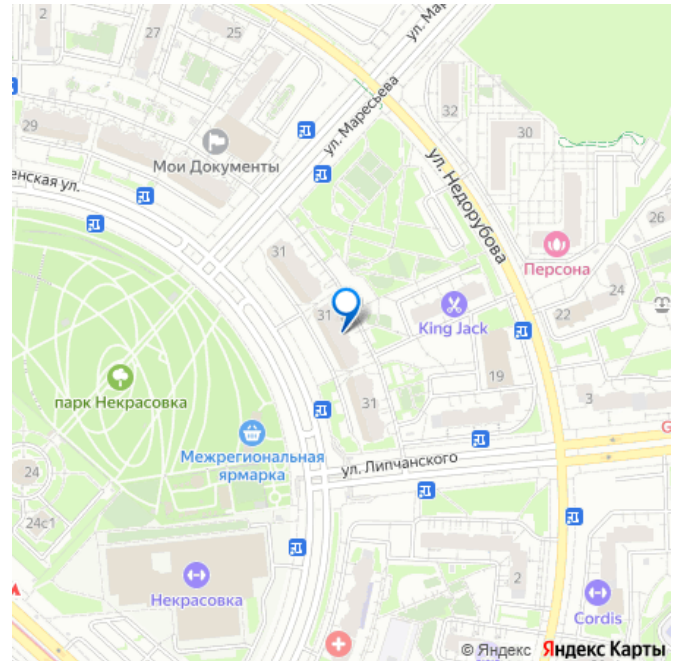 27
25
ул. Мар
ул. Маресьева
32
30
29
Мои Документы
ул. Недорубова
енская ул.
26
31
Персона
24
31
King Jack
22
парк Некрасовка
19
3
31
Межрегиональная
ярмарка
G
ул. Липчанского
24
24с1
2
Некрасовка
Cordis
© Яндекс Яндекс Карты